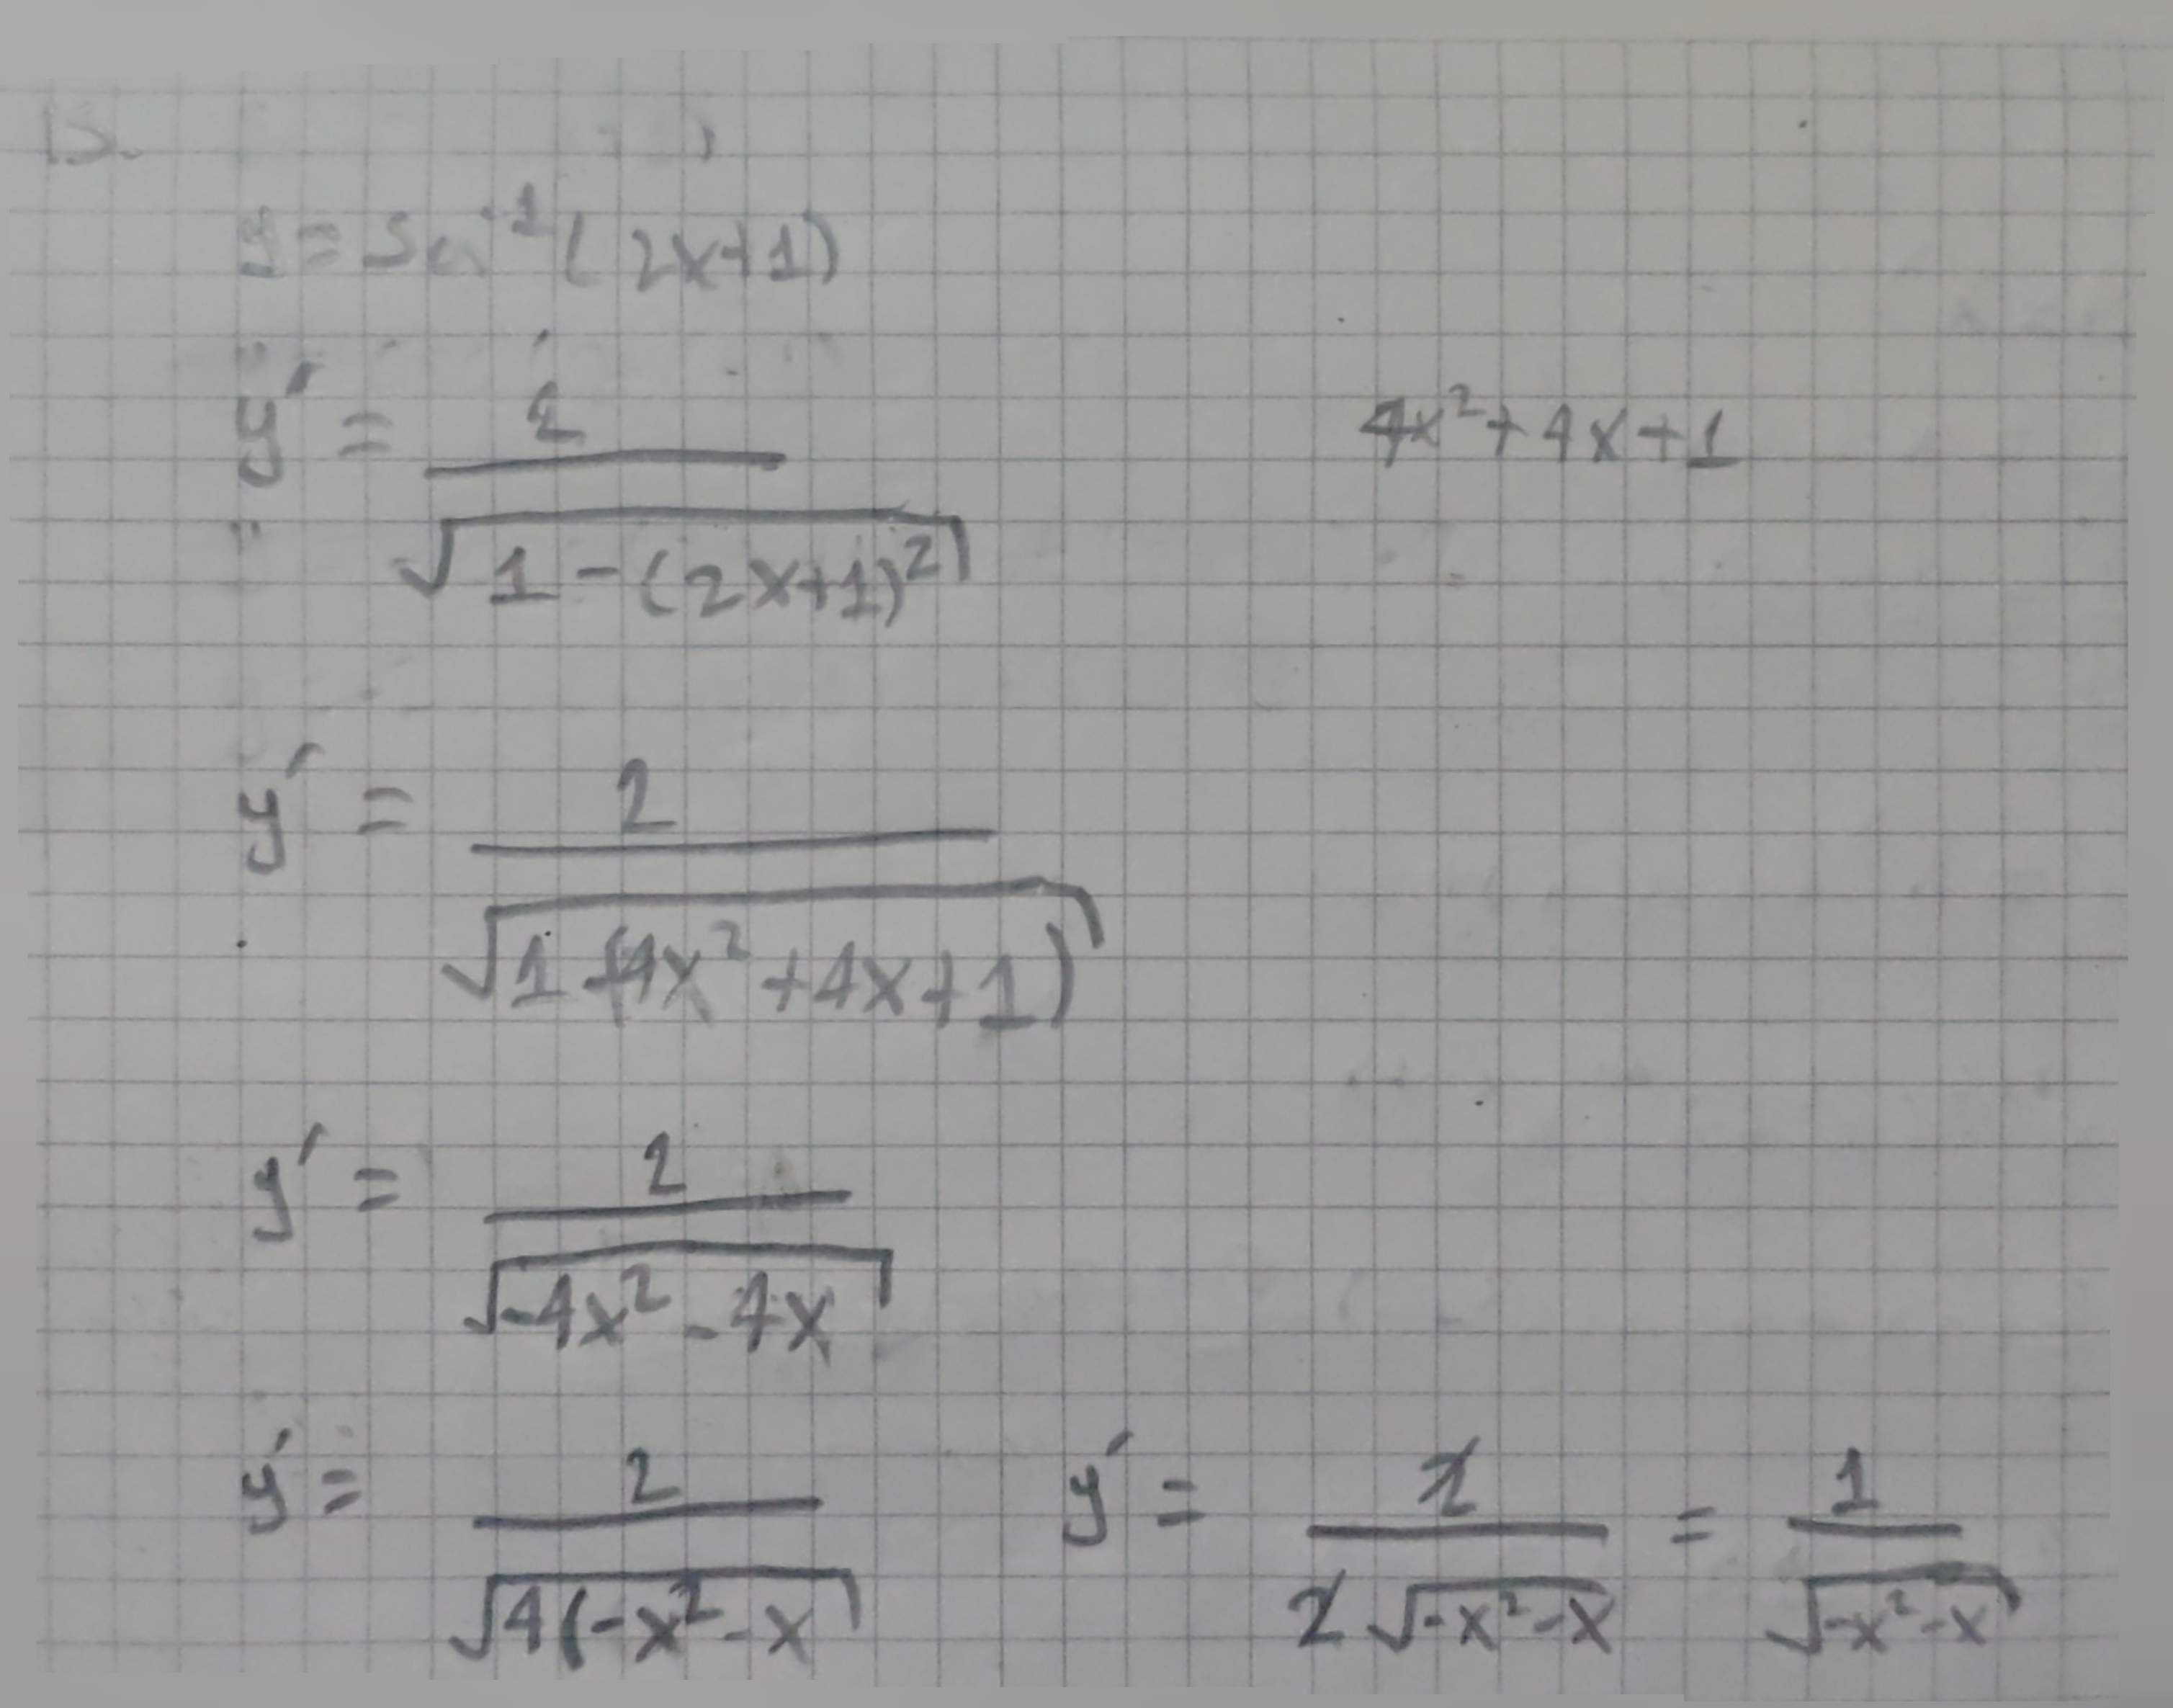 13.
y = Sen⁻¹(2x+1)
y' = 2 / √(1-(2x+1)²)
4x²+4x+1
y' = 2 / √(1-(4x²+4x+1))
y' = 2 / √(-4x²-4x)
y' = 2 / √(4(-x²-x)
y' = 2 / 2√(-x²-x) = 1 / √(-x²-x)